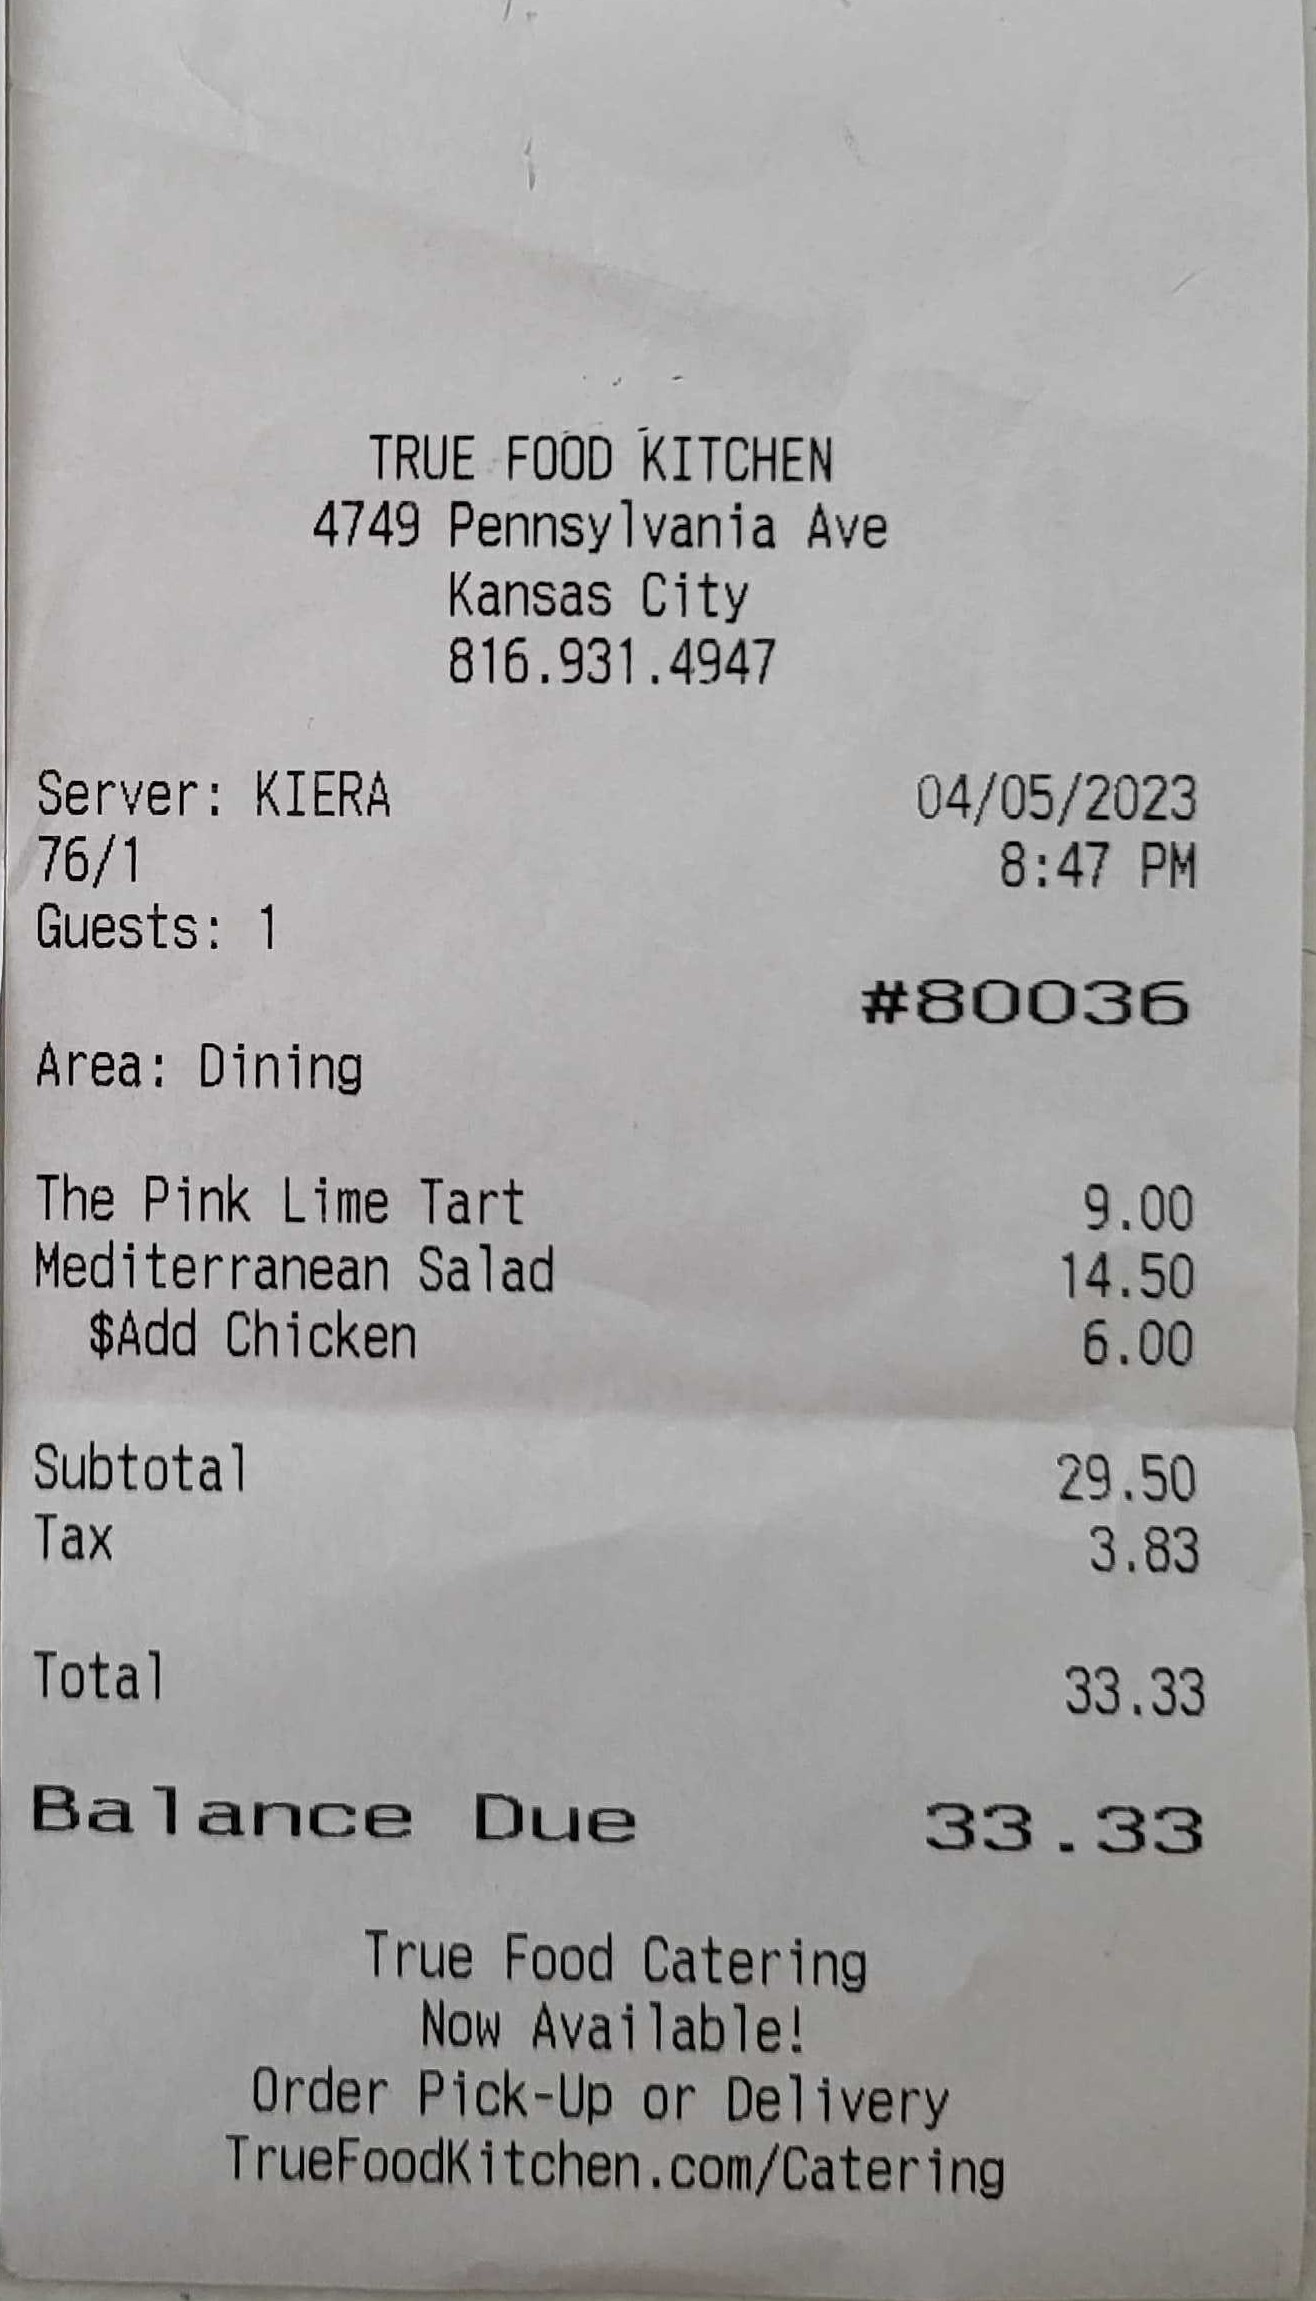 TRUE FOOD KITCHEN
4749 Pennsylvania Ave
Kansas City
816.931.4947
Server: KIERA 04/05/2023
76/1 8:47 PM
Guests: 1
#80036
Area: Dining
The Pink Lime Tart 9.00
Mediterranean Salad 14.50
$Add Chicken 6.00
Subtotal 29.50
Tax 3.83
Total 33.33
Balance Due 33.33
True Food Catering
Now Available!
Order Pick-Up or Delivery
TrueFoodKitchen.com/Catering